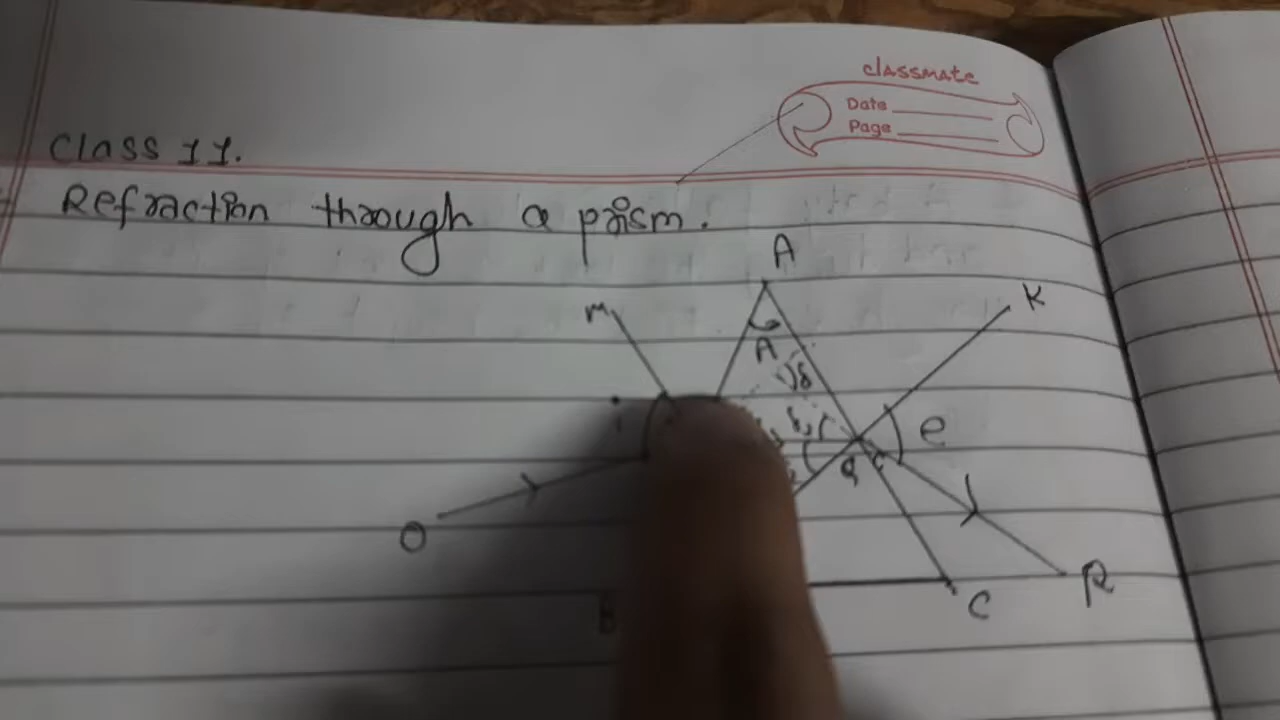 classmate
Date
Page
Class 11.
Refraction through a prism.
A
M
K
A
δ
i
e
Q
O
C
R